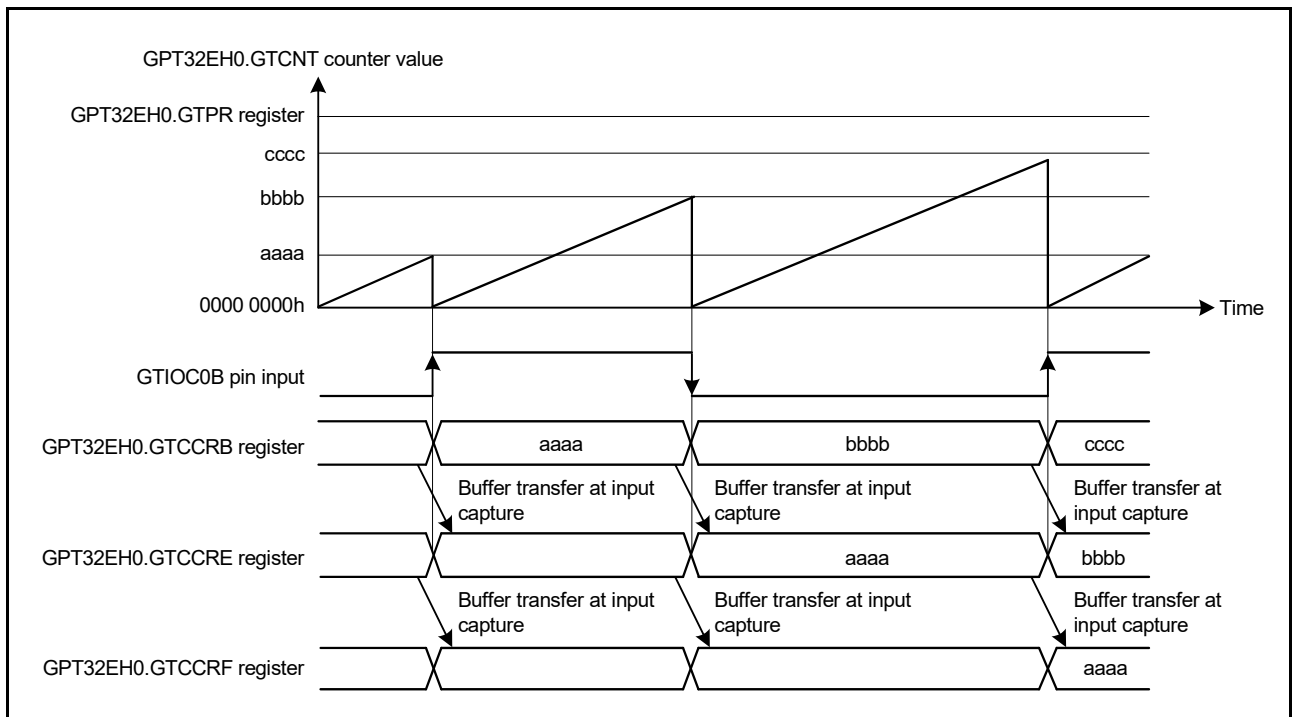 GPT32EH0.GTCNT counter value
GPT32EH0.GTPR register
cccc
bbbb
aaaa
0000 0000h
Time
GTIOC0B pin input
GPT32EH0.GTCCRB register
aaaa
bbbb
cccc
Buffer transfer at input
capture
Buffer transfer at input
capture
Buffer transfer at
input capture
GPT32EH0.GTCCRE register
aaaa
bbbb
Buffer transfer at input
capture
Buffer transfer at input
capture
Buffer transfer at
input capture
GPT32EH0.GTCCRF register
aaaa